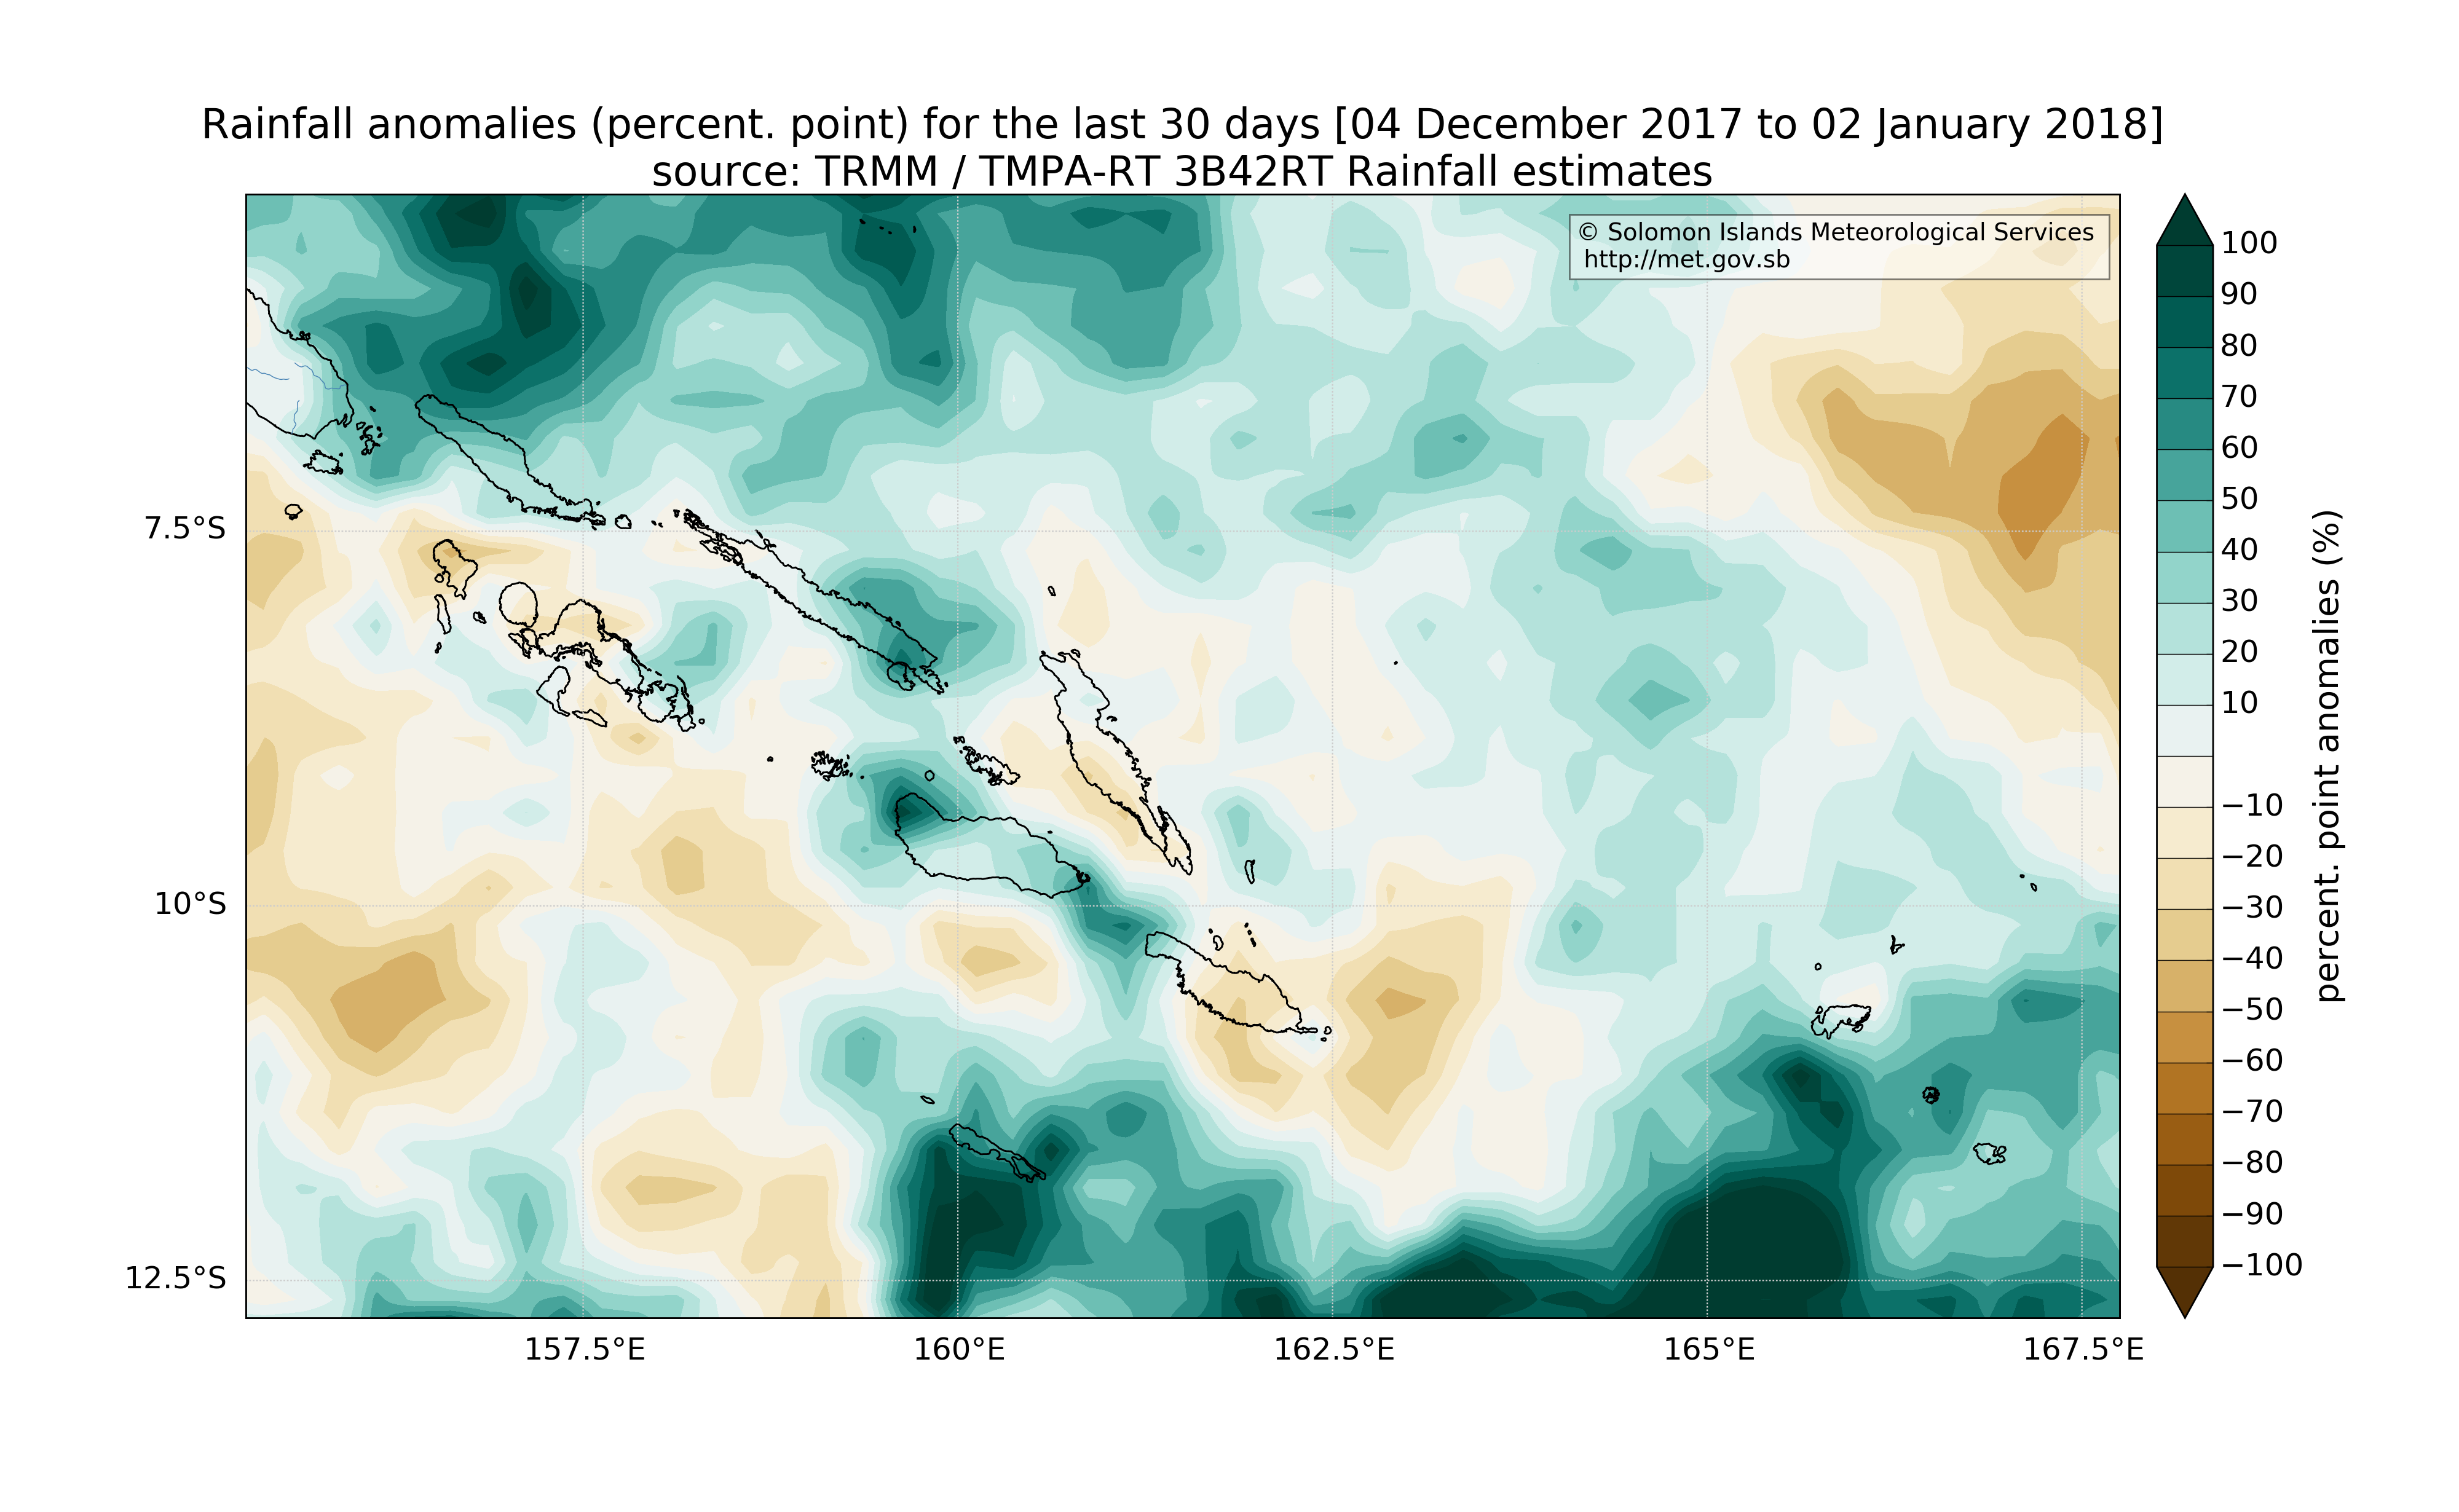 Rainfall anomalies (percent. point) for the last 30 days [04 December 2017 to 02 January 2018]
source: TRMM / TMPA-RT 3B42RT Rainfall estimates
© Solomon Islands Meteorological Services
http://met.gov.sb
7.5°S
10°S
12.5°S
157.5°E
160°E
162.5°E
165°E
167.5°E
100
90
80
70
60
50
40
30
20
10
−10
−20
−30
−40
−50
−60
−70
−80
−90
−100
percent. point anomalies (%)